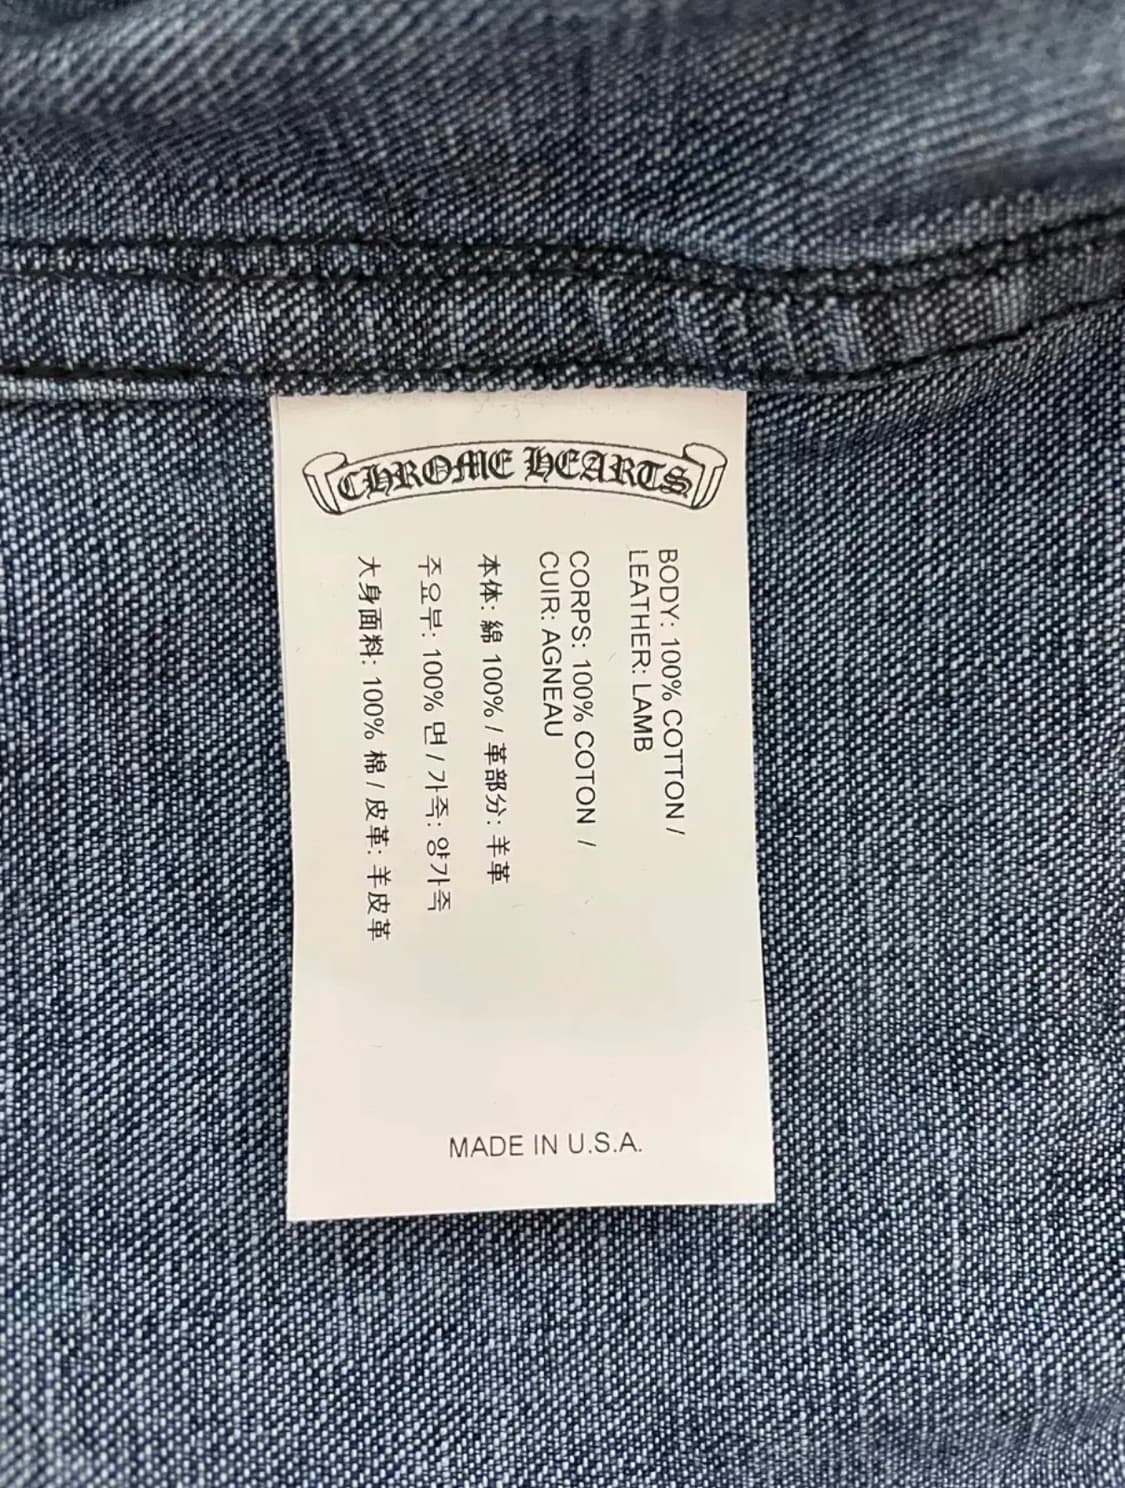 CHROME HEARTS
BODY: 100% COTTON /
LEATHER: LAMB
CORPS: 100% COTON /
CUIR: AGNEAU
本体: 綿 100% / 革部分: 羊革
주요부: 100% 면 / 가죽: 양가죽
大身面料: 100% 棉 / 皮革: 羊皮革
MADE IN U.S.A.